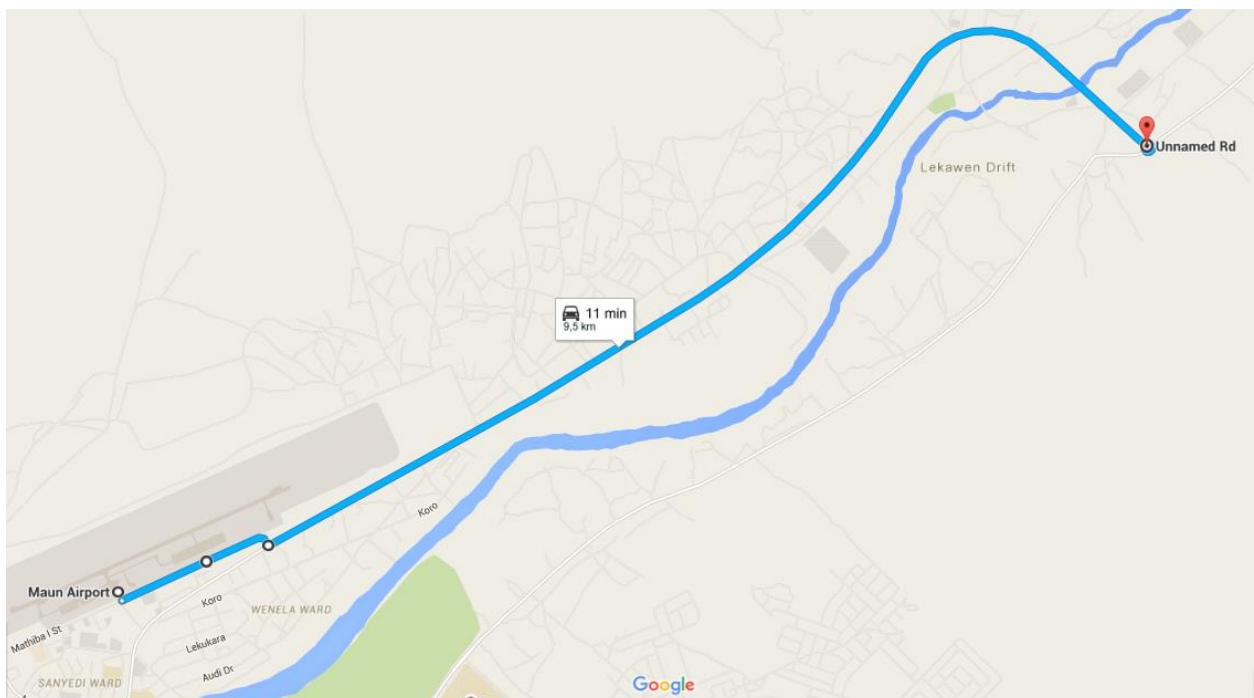 Unnamed Rd
Lekawen Drift
11 min
9,5 km
Koro
Maun Airport
Koro
WENELA WARD
Mathiba I St
Lekukara
Audi Dr
SANYEDI WARD
Google